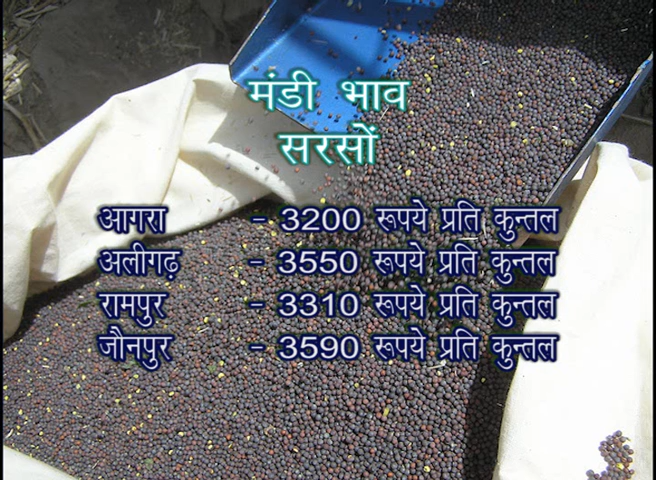 मंडी भाव
सरसों
आगरा - 3200 रूपये प्रति कुन्तल
अलीगढ़ - 3550 रूपये प्रति कुन्तल
रामपुर - 3310 रूपये प्रति कुन्तल
जौनपुर - 3590 रूपये प्रति कुन्तल